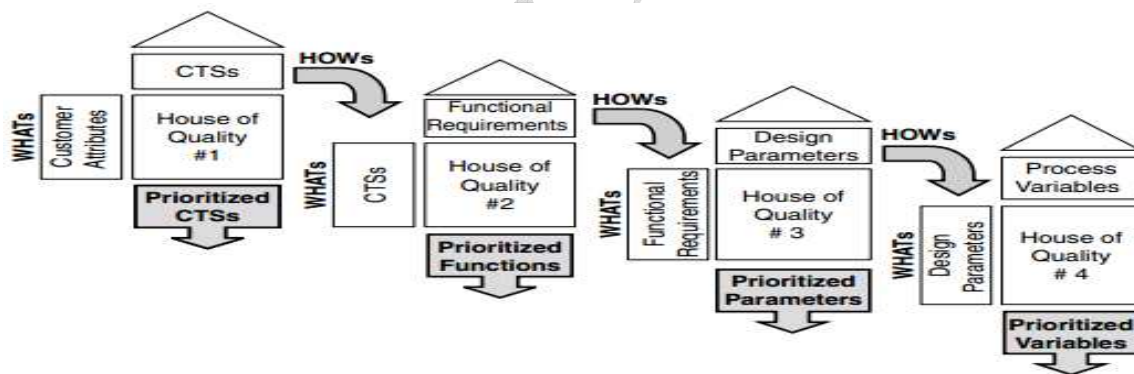 CTSs
HOWs
WHATs
Customer
Attributes
House of
Quality
#1
Prioritized
CTSs
Functional
Requirements
HOWs
WHATs
CTSs
House of
Quality
#2
Prioritized
Functions
Design
Parameters
HOWs
WHATs
Functional
Requirements
House of
Quality
# 3
Prioritized
Parameters
Process
Variables
WHATs
Design
Parameters
House of
Quality
# 4
Prioritized
Variables